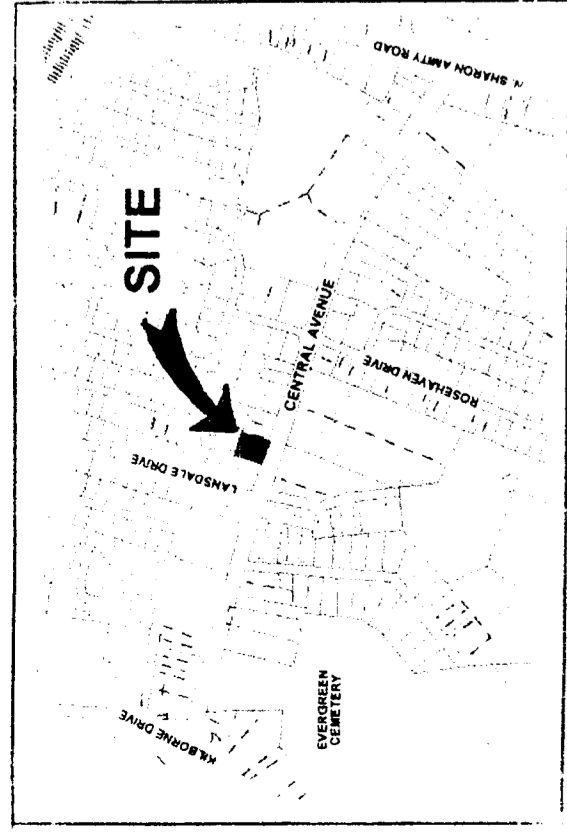 N. SHARON AMITY ROAD
SITE
CENTRAL AVENUE
ROSEHAVEN DRIVE
LANSDALE DRIVE
KILBORNE DRIVE
EVERGREEN
CEMETERY